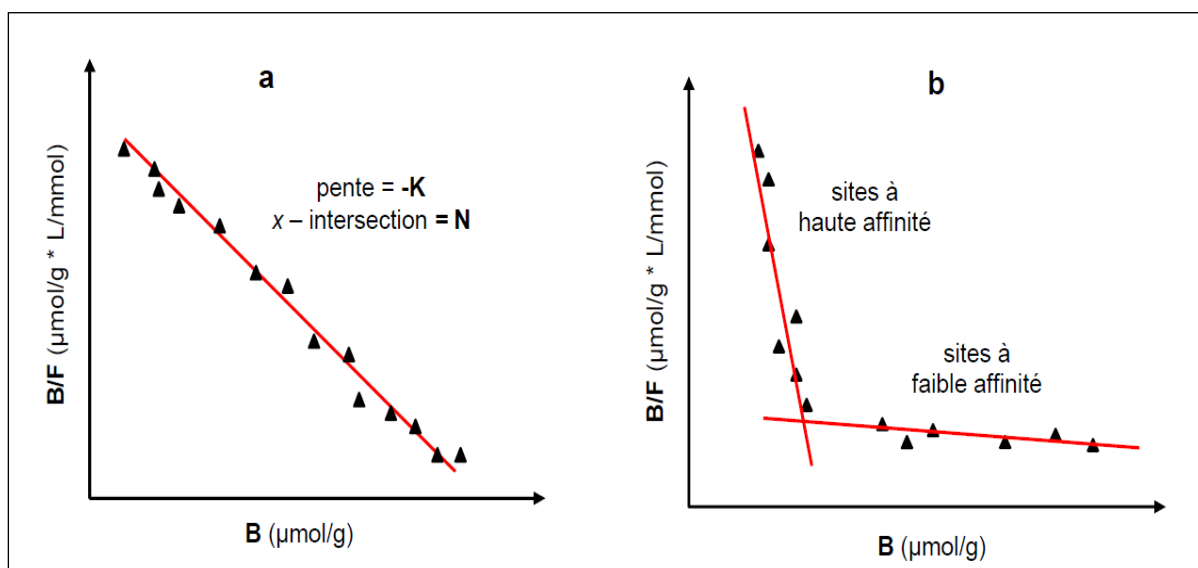 a
pente = -K
x – intersection = N
B/F (µmol/g * L/mmol)
B (µmol/g)
b
sites à
haute affinité
sites à
faible affinité
B/F (µmol/g * L/mmol)
B (µmol/g)